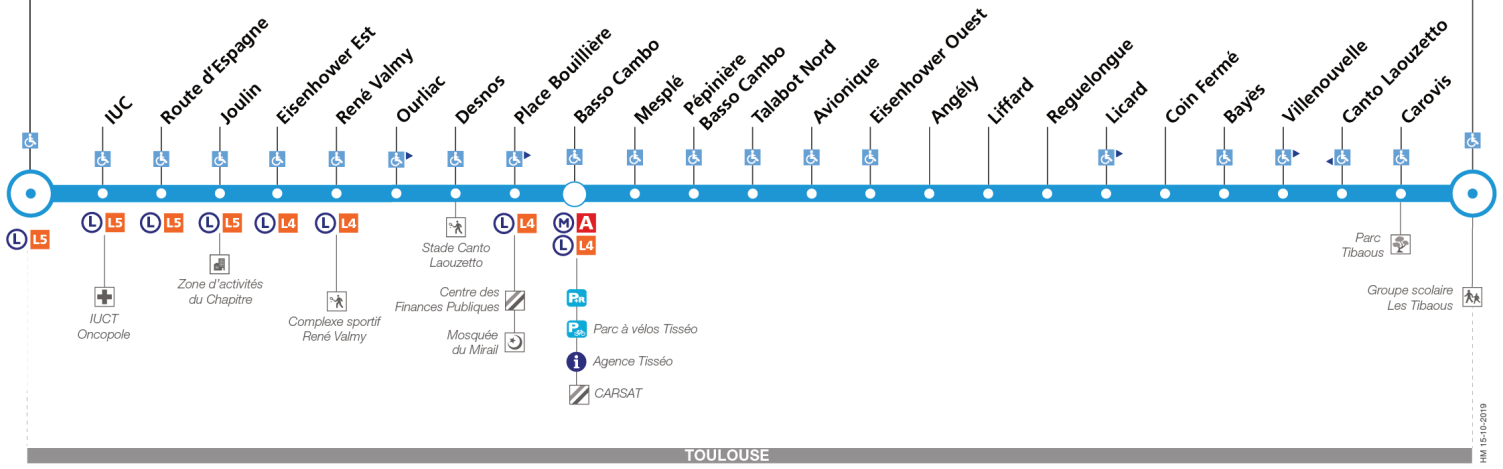 IUC
Route d'Espagne
Joulin
Eisenhower Est
René Valmy
Ourliac
Desnos
Place Bouillière
Basso Cambo
Mesplé
Pépinière
Basso Cambo
Talabot Nord
Avionique
Eisenhower Ouest
Angély
Liffard
Reguelongue
Licard
Coin Fermé
Bayès
Villenouvelle
Canto Laouzetto
Carovis
L L5
L L5
L L5
L L5
L L4
L L4
L L4
M A
L L4
IUCT
Oncopole
Zone d'activités
du Chapitre
Complexe sportif
René Valmy
Stade Canto
Laouzetto
Centre des
Finances Publiques
Mosquée
du Mirail
P+R
P
Parc à vélos Tisséo
i
Agence Tisséo
CARSAT
Parc
Tibaous
Groupe scolaire
Les Tibaous
TOULOUSE
HM 15-10-2019